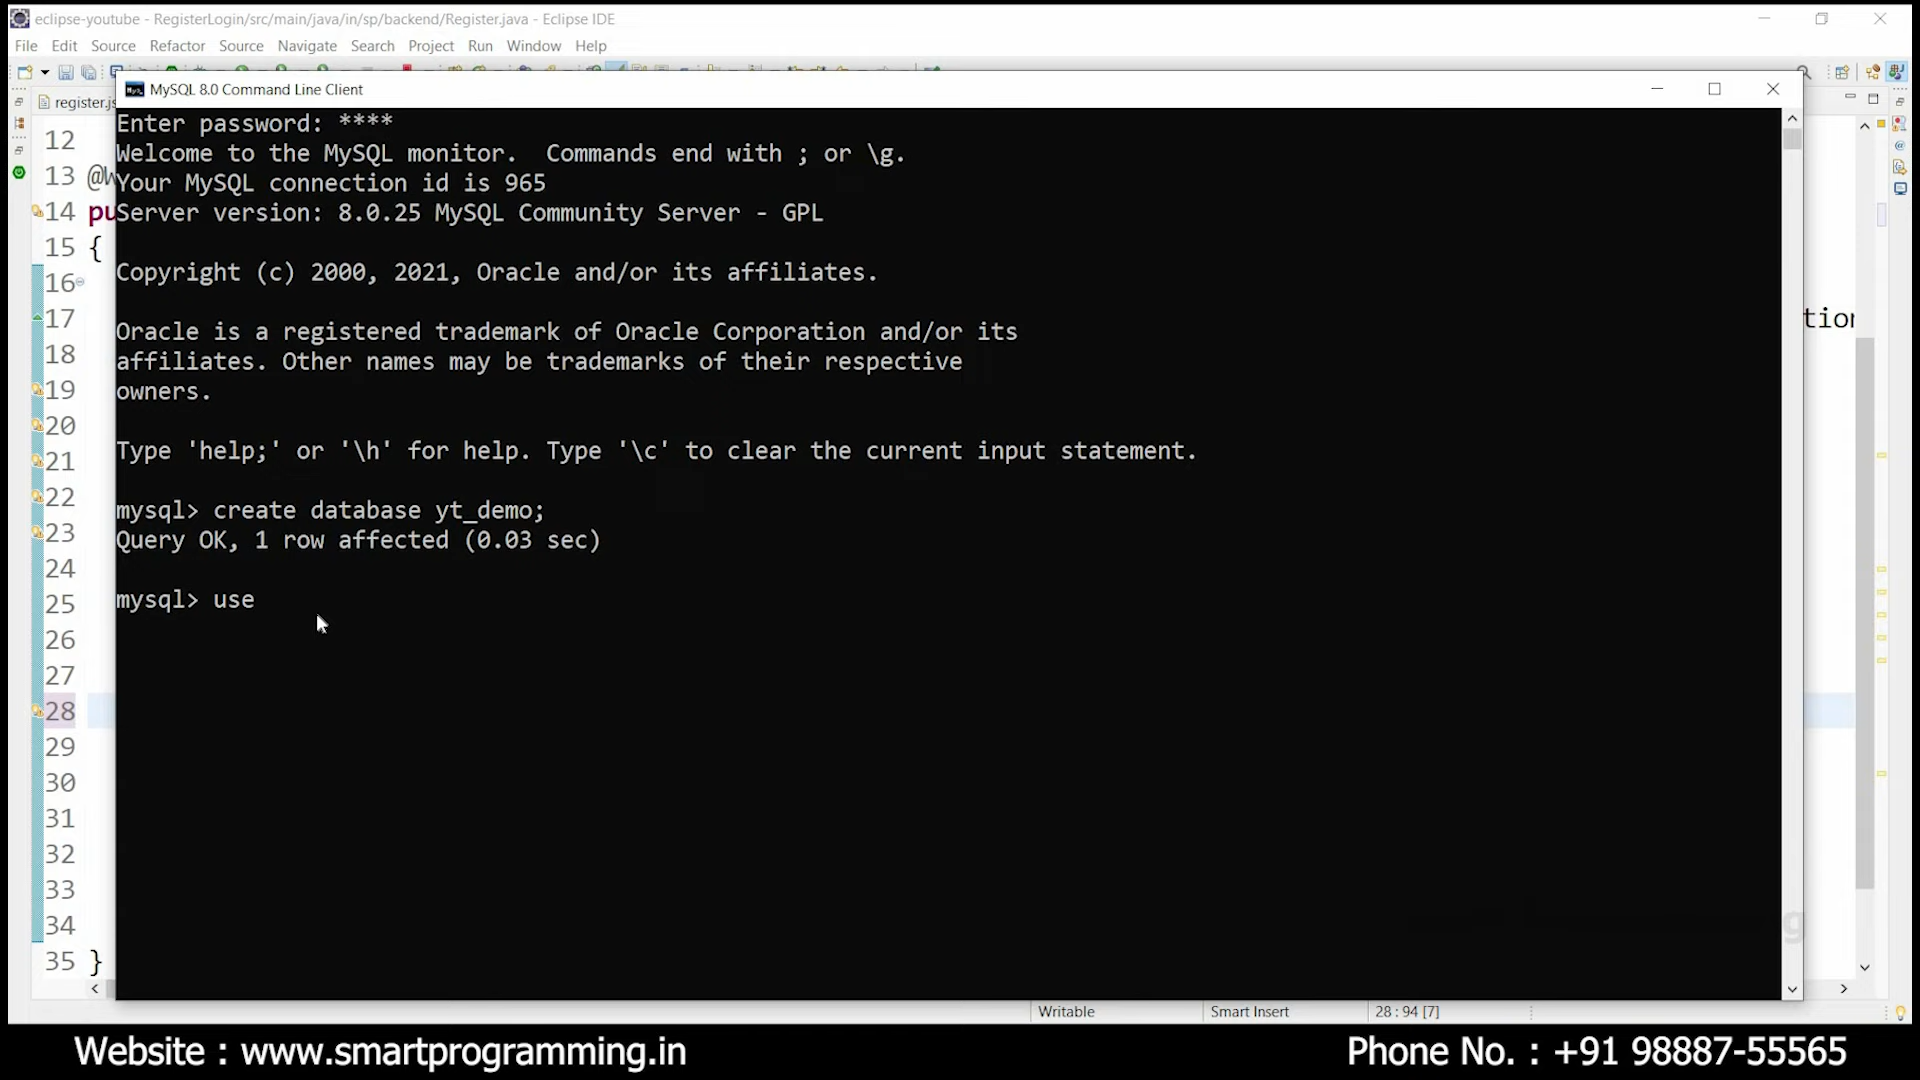 eclipse-youtube - RegisterLogin/src/main/java/in/sp/backend/Register.java - Eclipse IDE
File Edit Source Refactor Source Navigate Search Project Run Window Help
MySQL 8.0 Command Line Client
register.js
Enter password: ****
Welcome to the MySQL monitor.  Commands end with ; or \g.
Your MySQL connection id is 965
Server version: 8.0.25 MySQL Community Server - GPL
Copyright (c) 2000, 2021, Oracle and/or its affiliates.
Oracle is a registered trademark of Oracle Corporation and/or its
affiliates. Other names may be trademarks of their respective
owners.
Type 'help;' or '\h' for help. Type '\c' to clear the current input statement.
mysql> create database yt_demo;
Query OK, 1 row affected (0.03 sec)
mysql> use
12
13 @W
14 pu
15 {
16
17 tion
18
19
20
21
22
23
24
25
26
27
28
29
30
31
32
33
34
35 }
Writable Smart Insert 28 : 94 [7]
Website : www.smartprogramming.in Phone No. : +91 98887-55565